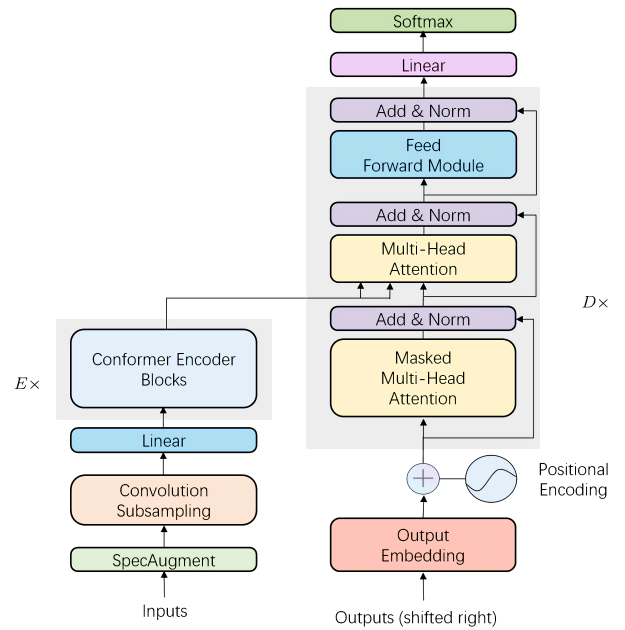 Softmax
Linear
Add & Norm
Feed
Forward Module
Add & Norm
Multi-Head
Attention
D×
Add & Norm
Masked
Multi-Head
Attention
Conformer Encoder
Blocks
E×
Linear
Convolution
Subsampling
SpecAugment
Inputs
Positional
Encoding
Output
Embedding
Outputs (shifted right)